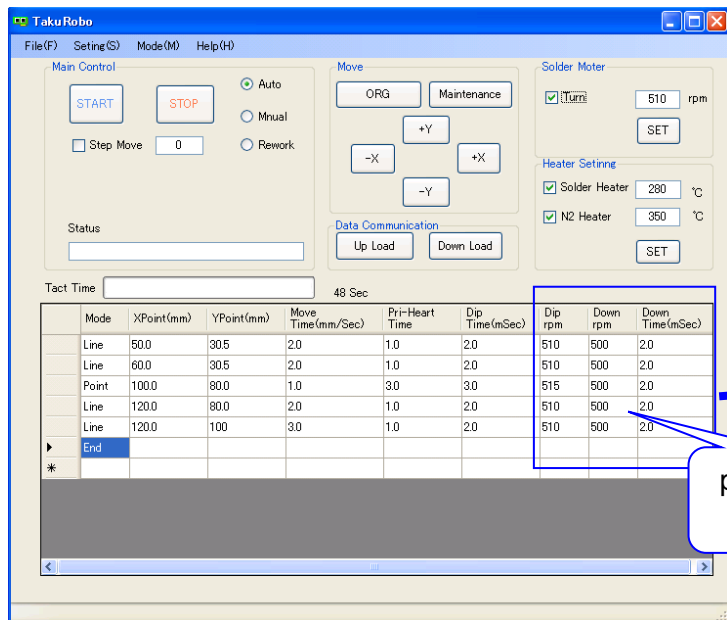 TakuRobo
File(F) Seting(S) Mode(M) Help(H)
Main Control
START STOP
Auto
Mnual
Rework
Step Move 0
Status
Move
ORG Maintenance
+Y
-X +X
-Y
Data Communication
Up Load Down Load
Solder Moter
Turn 510 rpm
SET
Heater Setinng
Solder Heater 280 ℃
N2 Heater 350 ℃
SET
Tact Time 48 Sec
Mode XPoint(mm) YPoint(mm) Move Time(mm/Sec) Pri-Heart Time Dip Time(mSec) Dip rpm Down rpm Down Time(mSec)
Line 50.0 30.5 2.0 1.0 2.0 510 500 2.0
Line 60.0 30.5 2.0 1.0 2.0 510 500 2.0
Point 100.0 80.0 1.0 3.0 3.0 515 500 2.0
Line 120.0 80.0 2.0 1.0 2.0 510 500 2.0
Line 120.0 100 3.0 1.0 2.0 510 500 2.0
End